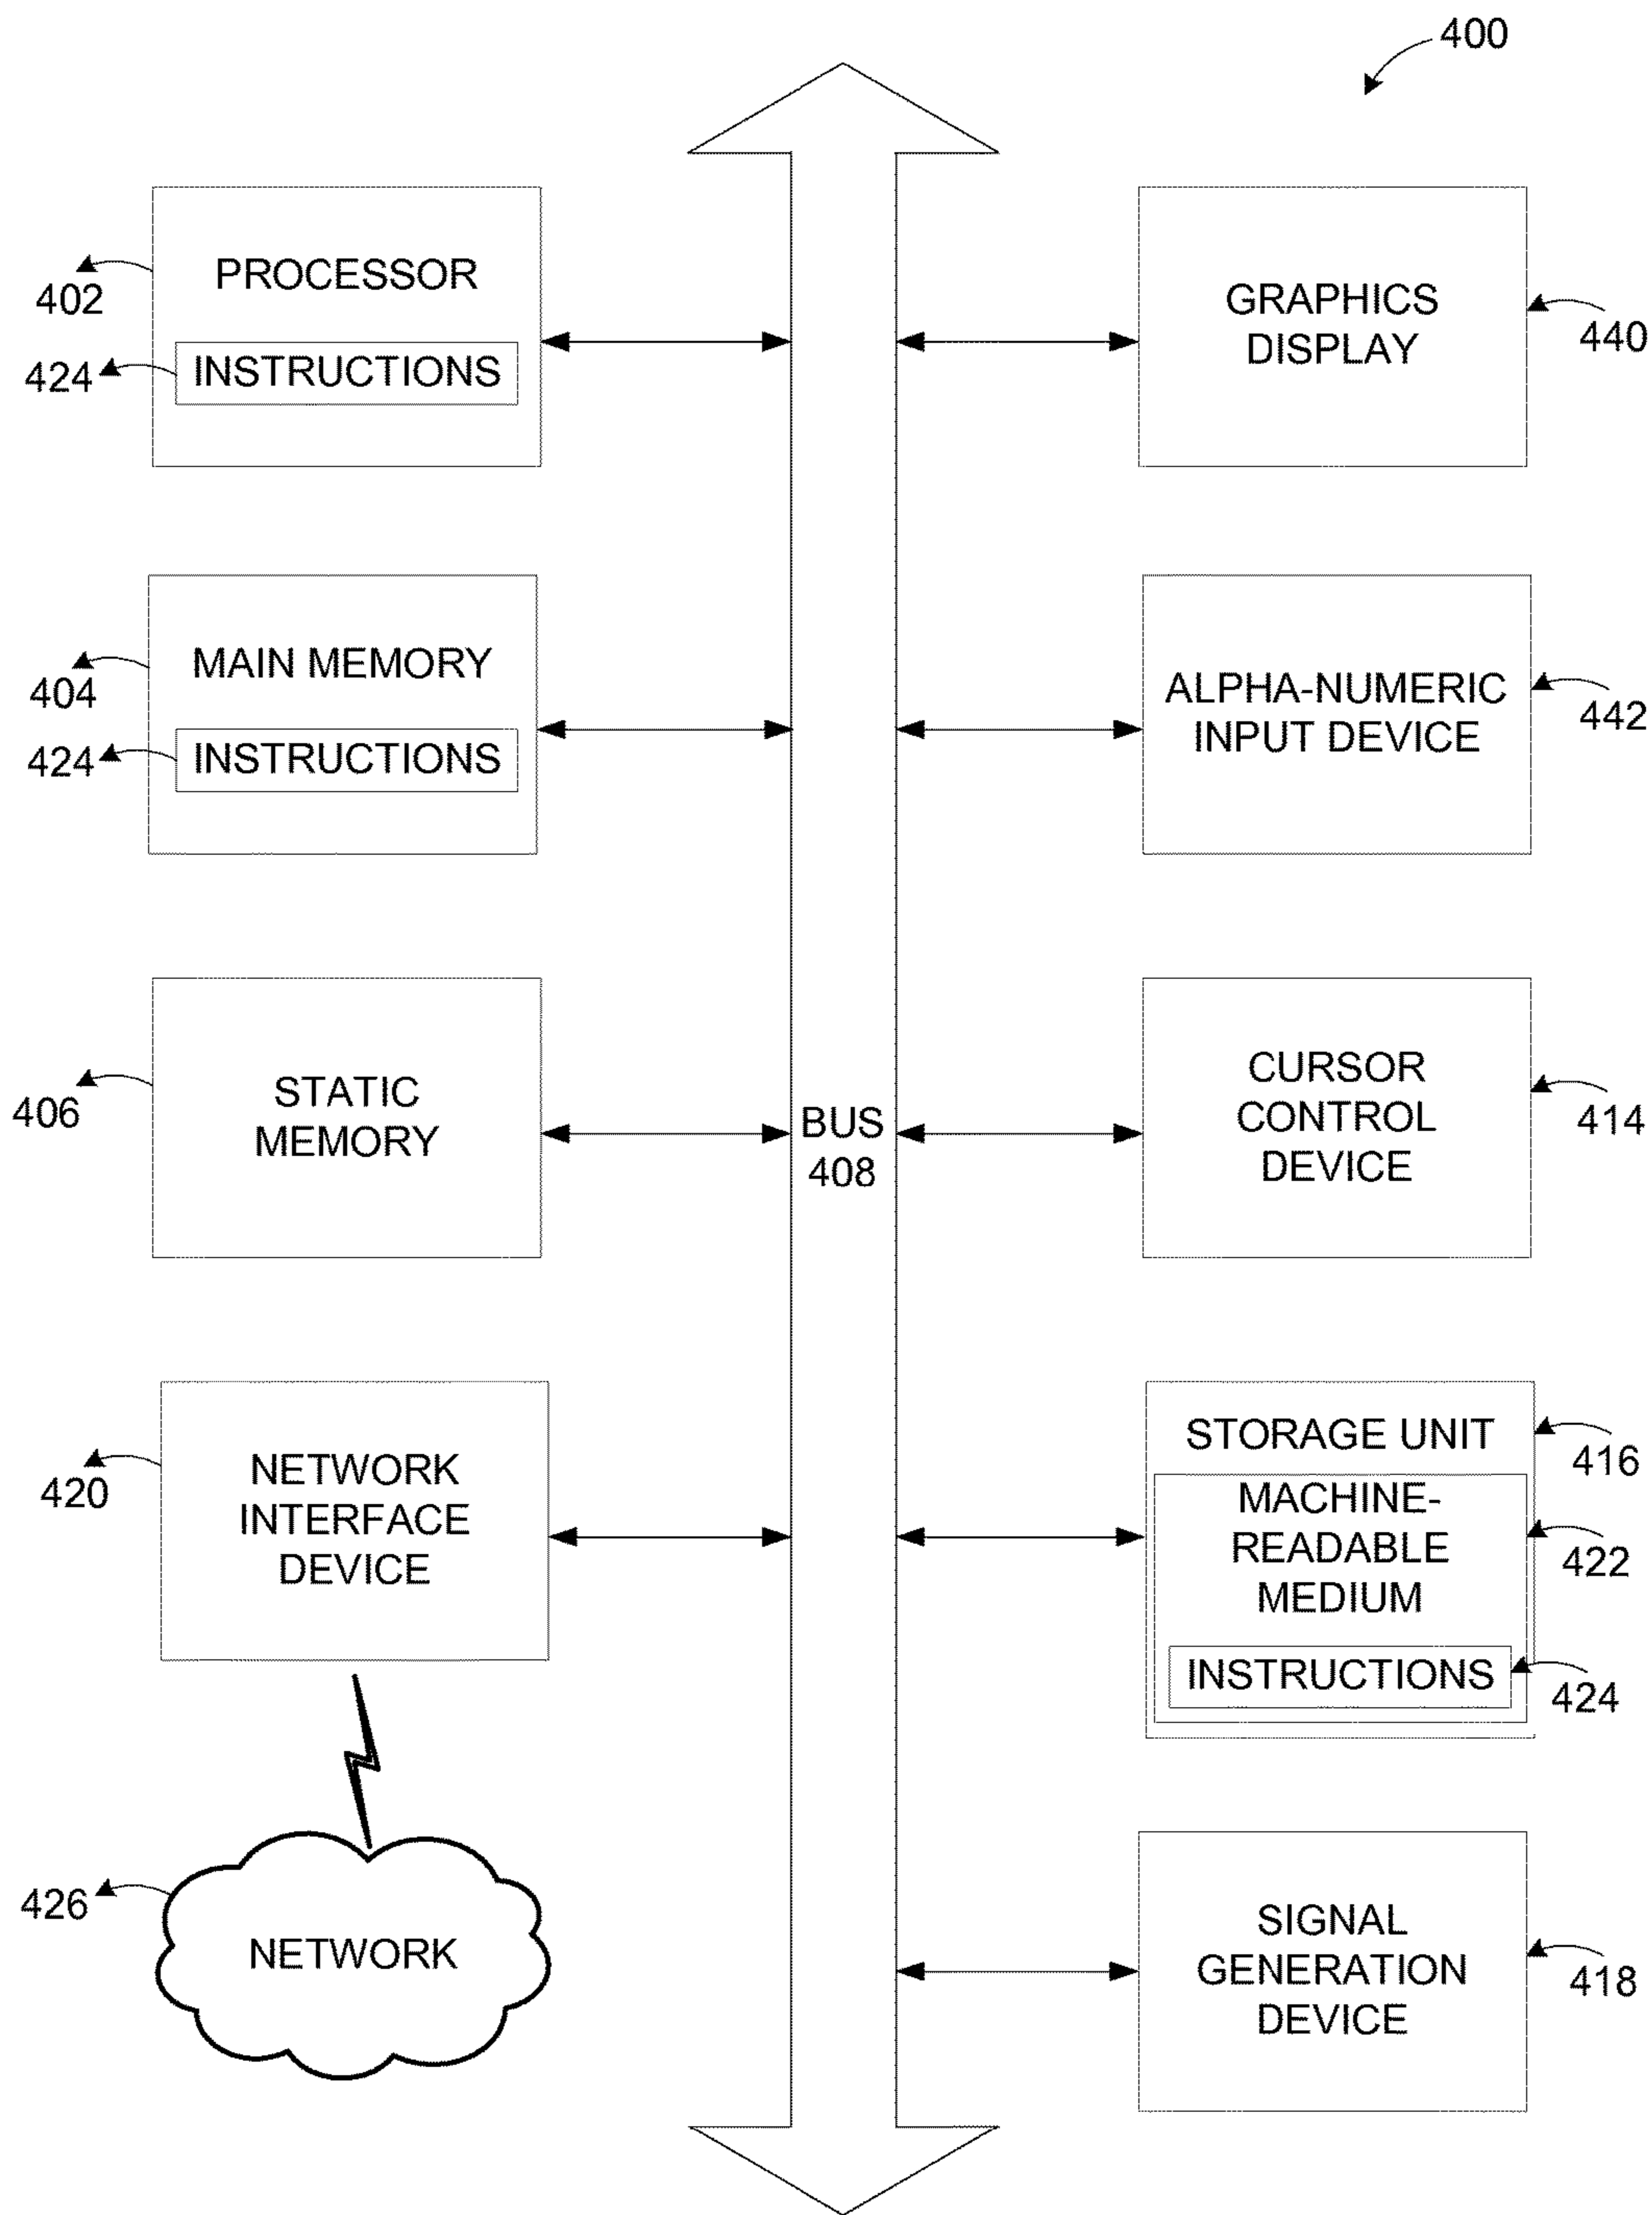 400
PROCESSOR
402
424
INSTRUCTIONS
GRAPHICS
DISPLAY
440
MAIN MEMORY
404
424
INSTRUCTIONS
ALPHA-NUMERIC
INPUT DEVICE
442
STATIC
MEMORY
406
BUS
408
CURSOR
CONTROL
DEVICE
414
NETWORK
INTERFACE
DEVICE
420
STORAGE UNIT
416
MACHINE-
READABLE
MEDIUM
422
INSTRUCTIONS
424
426
NETWORK
SIGNAL
GENERATION
DEVICE
418